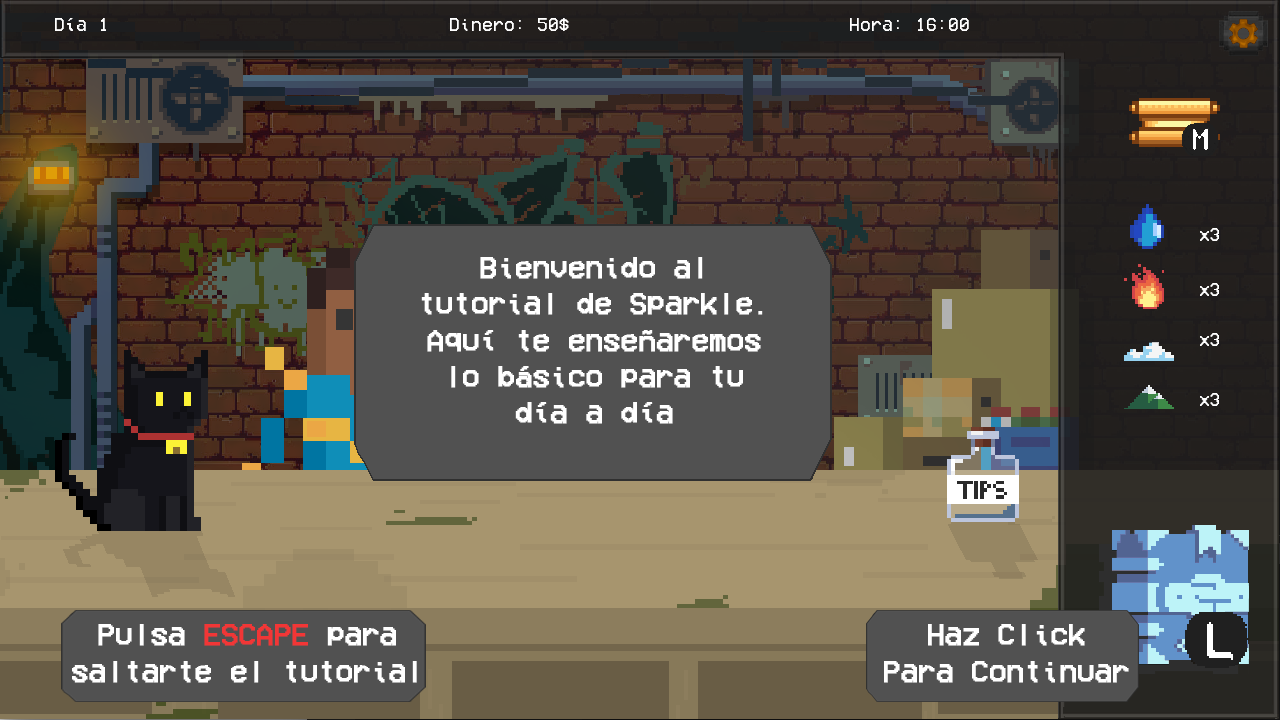 Día 1
Dinero: 50$
Hora: 16:00
M
x3
x3
x3
x3
Bienvenido al
tutorial de Sparkle.
Aquí te enseñaremos
lo básico para tu
día a día
TIPS
Pulsa ESCAPE para
saltarte el tutorial
Haz Click
Para Continuar
L